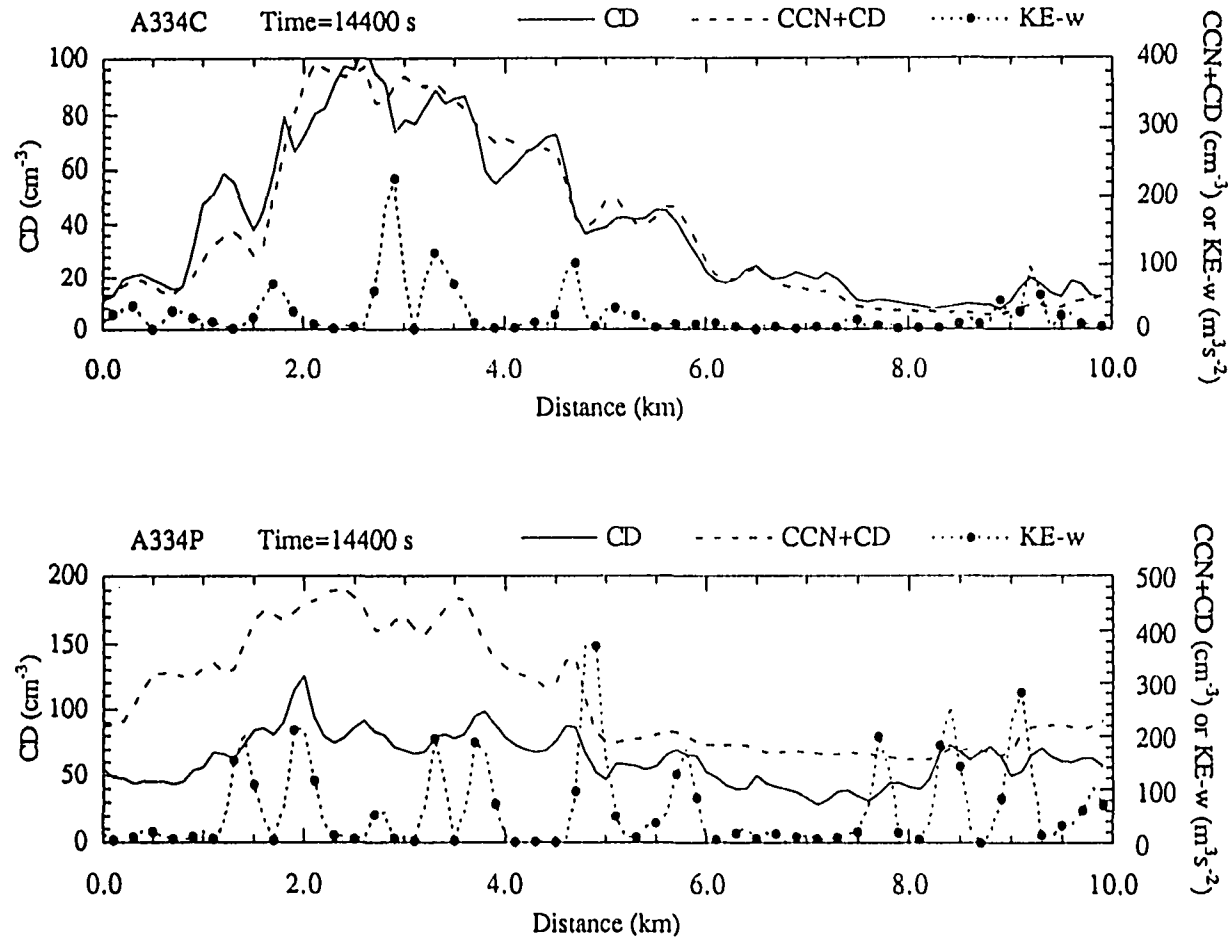 A334C Time=14400 s CD CCN+CD KE-w
100 80 60 40 20 0
CD (cm⁻³)
400 300 200 100 0
CCN+CD (cm⁻³) or KE-w (m³s⁻²)
0.0 2.0 4.0 6.0 8.0 10.0
Distance (km)
A334P Time=14400 s CD CCN+CD KE-w
200 150 100 50 0
CD (cm⁻³)
500 400 300 200 100 0
CCN+CD (cm⁻³) or KE-w (m³s⁻²)
0.0 2.0 4.0 6.0 8.0 10.0
Distance (km)